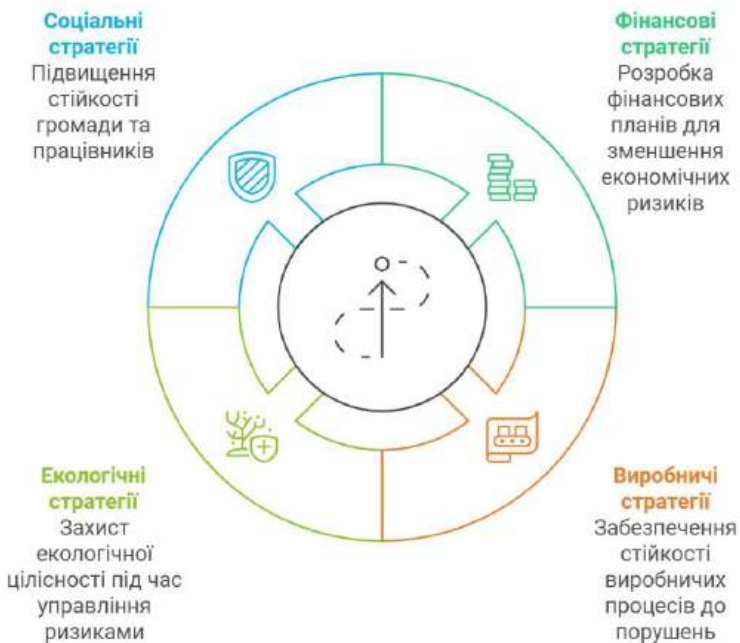 Соціальні
стратегії
Підвищення
стійкості
громади та
працівників
Фінансові
стратегії
Розробка
фінансових
планів для
зменшення
економічних
ризиків
Екологічні
стратегії
Захист
екологічної
цілісності під час
управління
ризиками
Виробничі
стратегії
Забезпечення
стійкості
виробничих
процесів до
порушень